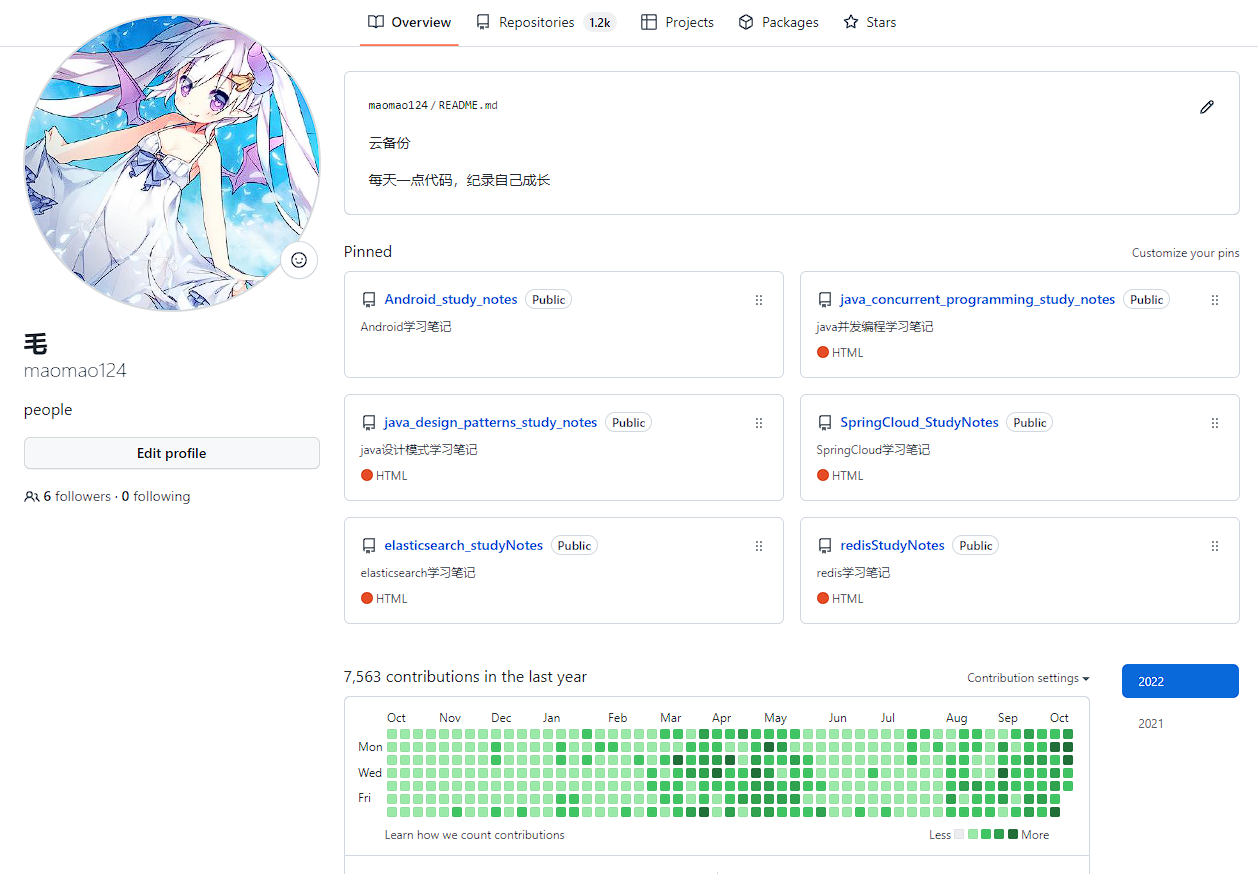 Overview Repositories 1.2k Projects Packages Stars
maomao124 / README.md
云备份
每天一点代码，纪录自己成长
毛
maomao124
people
Edit profile
6 followers · 0 following
Pinned Customize your pins
Android_study_notes Public
Android学习笔记
java_concurrent_programming_study_notes Public
java并发编程学习笔记
HTML
java_design_patterns_study_notes Public
java设计模式学习笔记
HTML
SpringCloud_StudyNotes Public
SpringCloud学习笔记
HTML
elasticsearch_studyNotes Public
elasticsearch学习笔记
HTML
redisStudyNotes Public
redis学习笔记
HTML
7,563 contributions in the last year Contribution settings
2022
2021
Oct Nov Dec Jan Feb Mar Apr May Jun Jul Aug Sep Oct
Mon
Wed
Fri
Learn how we count contributions Less More